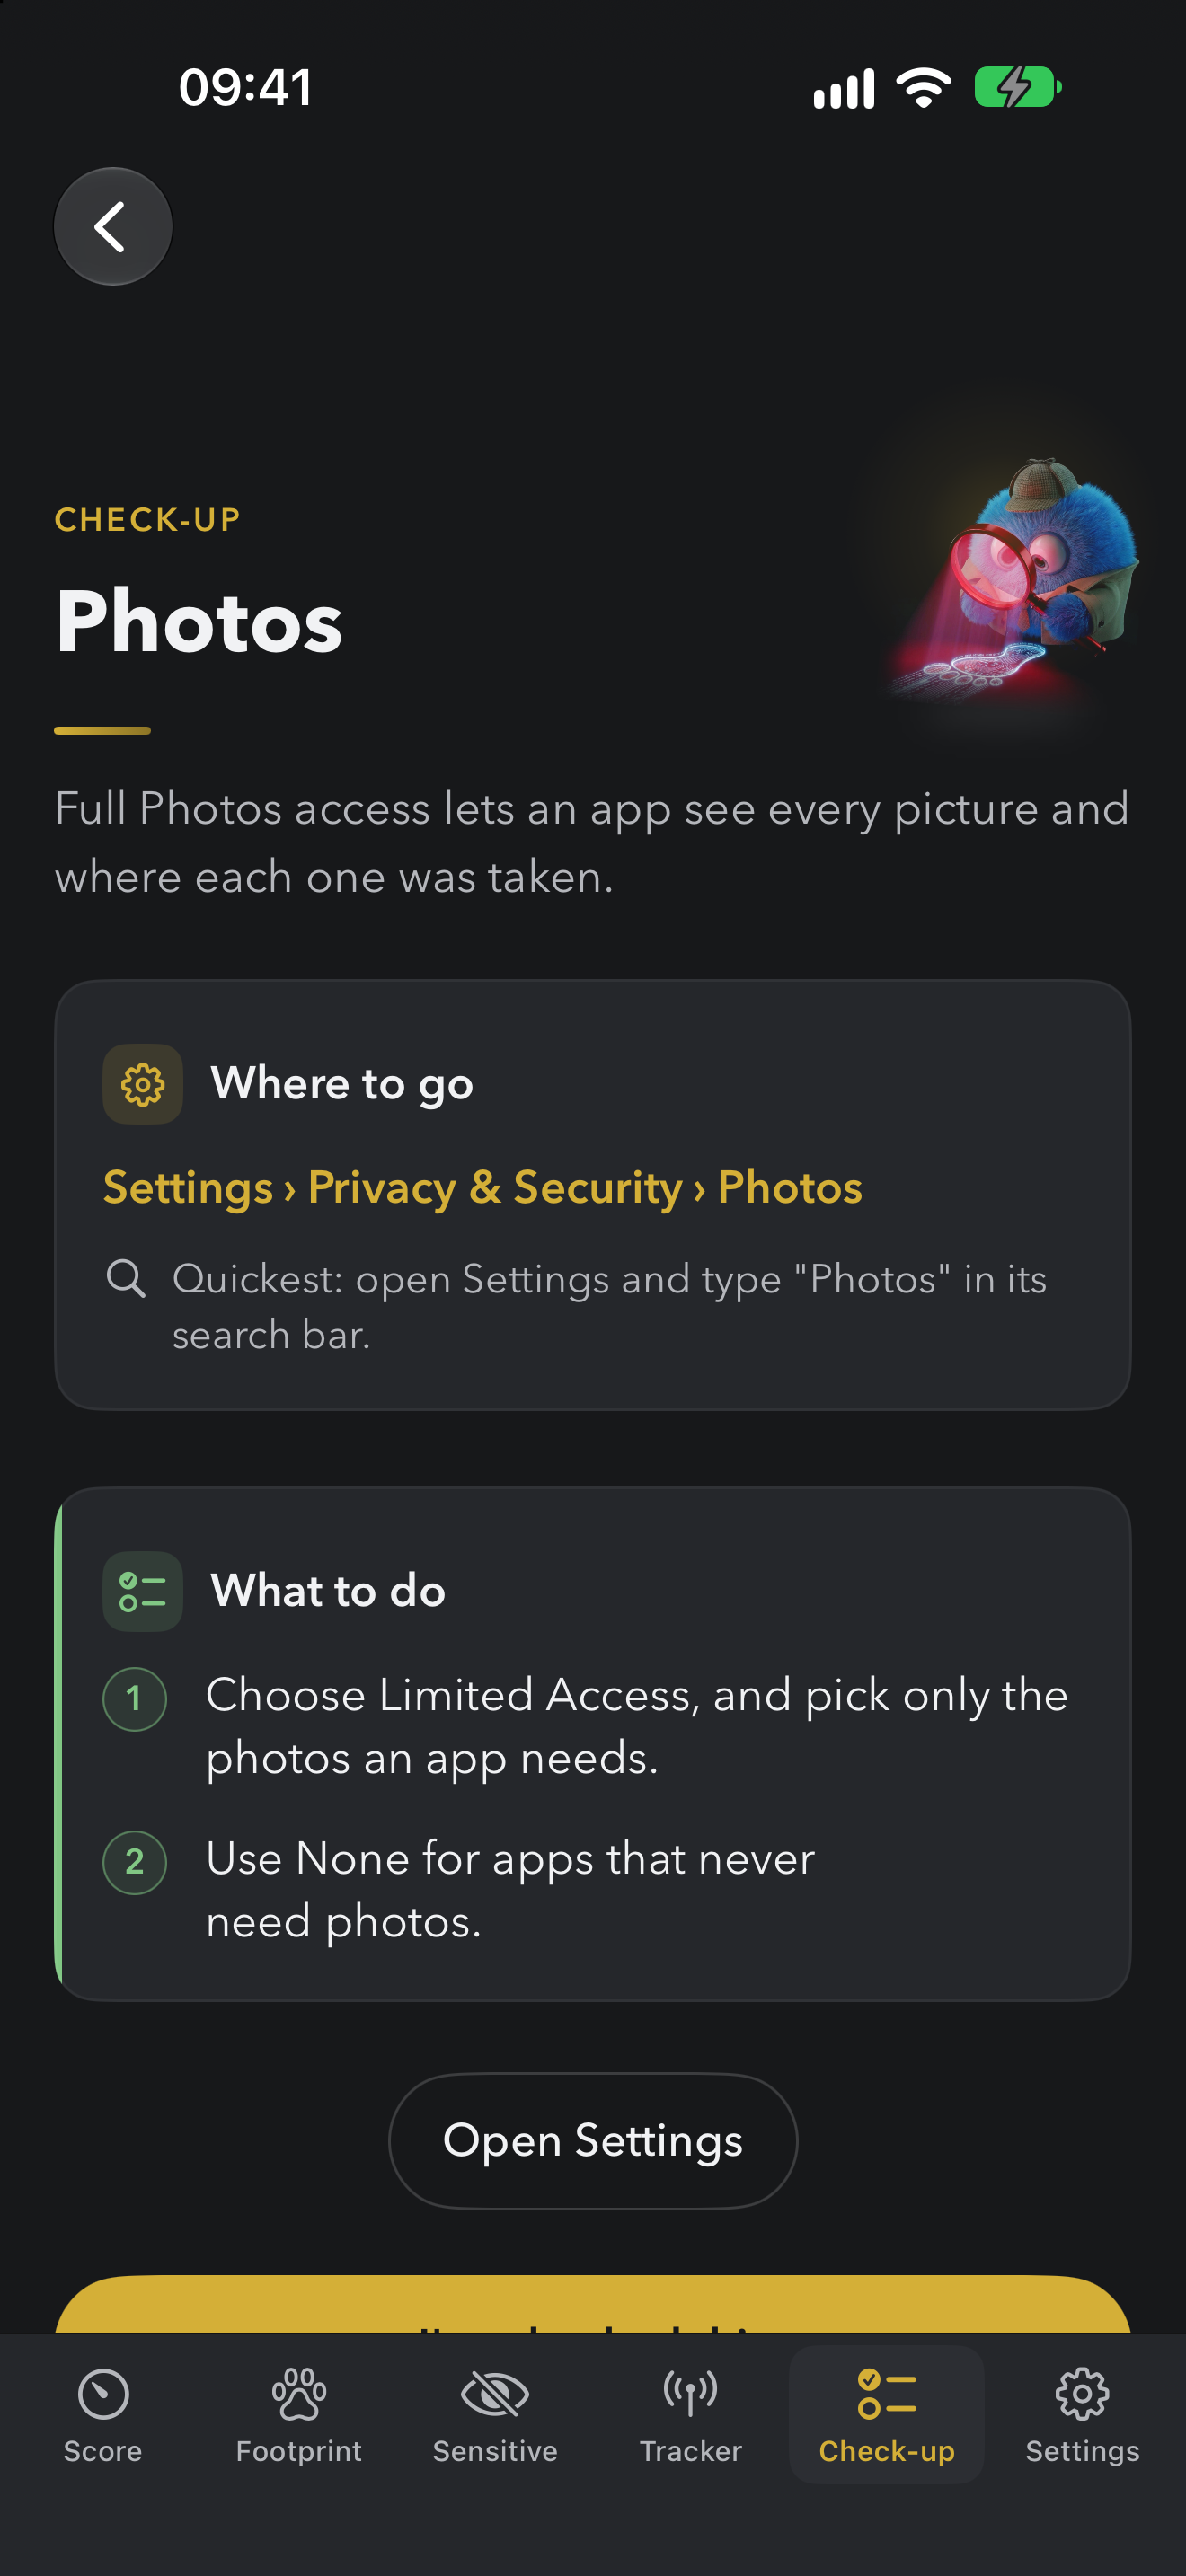 09:41
CHECK-UP
Photos
Full Photos access lets an app see every picture and
where each one was taken.
Where to go
Settings › Privacy & Security › Photos
Quickest: open Settings and type "Photos" in its
search bar.
What to do
1 Choose Limited Access, and pick only the
photos an app needs.
2 Use None for apps that never
need photos.
Open Settings
Score
Footprint
Sensitive
Tracker
Check-up
Settings